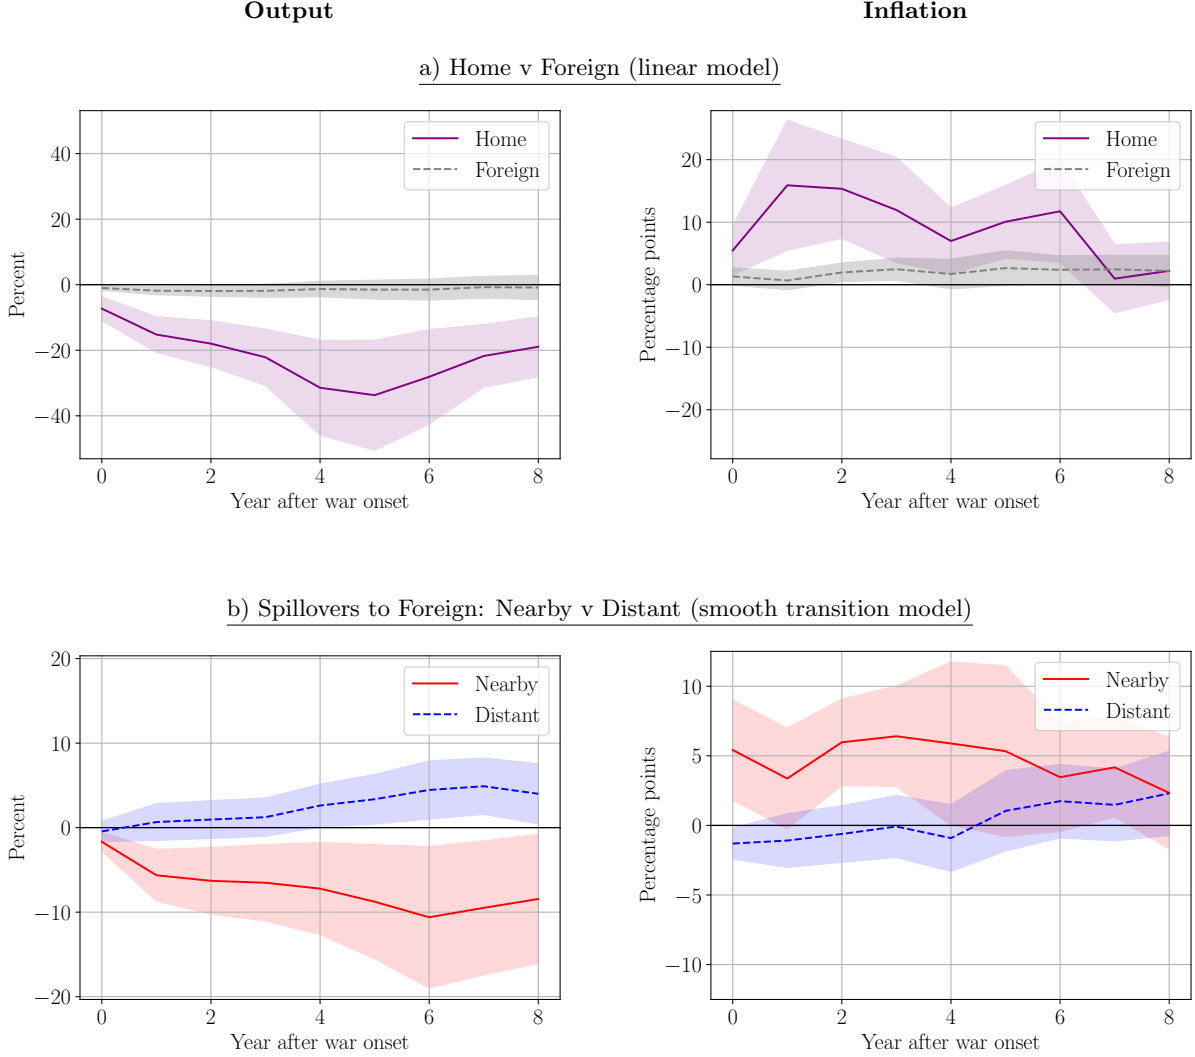 Output
Inflation
a) Home v Foreign (linear model)
Percent
40
20
0
−20
−40
0 2 4 6 8
Year after war onset
Home
Foreign
Percentage points
20
10
0
−10
−20
0 2 4 6 8
Year after war onset
Home
Foreign
b) Spillovers to Foreign: Nearby v Distant (smooth transition model)
Percent
20
10
0
−10
−20
0 2 4 6 8
Year after war onset
Nearby
Distant
Percentage points
10
5
0
−5
−10
0 2 4 6 8
Year after war onset
Nearby
Distant